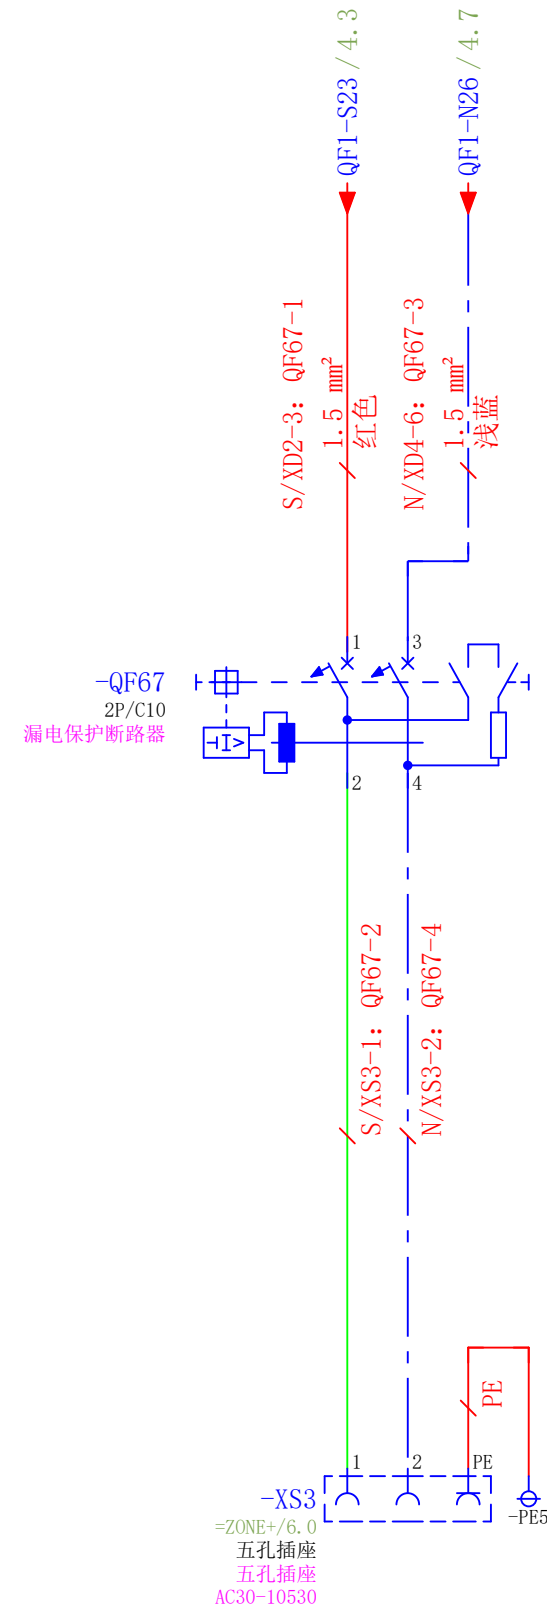 QF1-S23 / 4.3
QF1-N26 / 4.7
S/XD2-3: QF67-1
1.5 mm²
红色
N/XD4-6: QF67-3
1.5 mm²
浅蓝
1
3
-QF67
2P/C10
漏电保护断路器
2
4
S/XS3-1: QF67-2
N/XS3-2: QF67-4
PE
1
2
PE
-XS3
-PE5
=ZONE+/6.0
五孔插座
五孔插座
AC30-10530